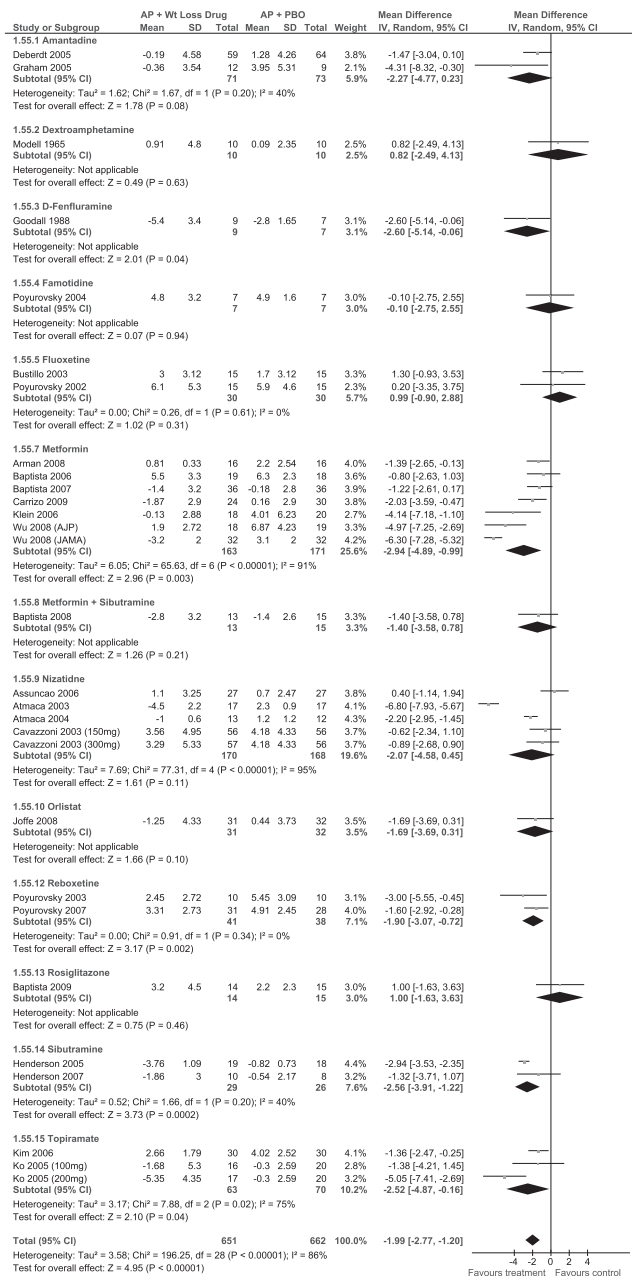 AP + Wt Loss Drug AP + PBO Mean Difference Mean Difference
Study or Subgroup Mean SD Total Mean SD Total Weight IV, Random, 95% CI IV, Random, 95% CI
1.55.1 Amantadine
Deberdt 2005 -0.19 4.58 59 1.28 4.26 64 3.8% -1.47 [-3.04, 0.10]
Graham 2005 -0.36 3.54 12 3.95 5.31 9 2.1% -4.31 [-8.32, -0.30]
Subtotal (95% CI) 71 73 5.9% -2.27 [-4.77, 0.23]
Heterogeneity: Tau² = 1.62; Chi² = 1.67, df = 1 (P = 0.20); I² = 40%
Test for overall effect: Z = 1.78 (P = 0.08)
1.55.2 Dextroamphetamine
Modell 1965 0.91 4.8 10 0.09 2.35 10 2.5% 0.82 [-2.49, 4.13]
Subtotal (95% CI) 10 10 2.5% 0.82 [-2.49, 4.13]
Heterogeneity: Not applicable
Test for overall effect: Z = 0.49 (P = 0.63)
1.55.3 D-Fenfluramine
Goodall 1988 -5.4 3.4 9 -2.8 1.65 7 3.1% -2.60 [-5.14, -0.06]
Subtotal (95% CI) 9 7 3.1% -2.60 [-5.14, -0.06]
Heterogeneity: Not applicable
Test for overall effect: Z = 2.01 (P = 0.04)
1.55.4 Famotidine
Poyurovsky 2004 4.8 3.2 7 4.9 1.6 7 3.0% -0.10 [-2.75, 2.55]
Subtotal (95% CI) 7 7 3.0% -0.10 [-2.75, 2.55]
Heterogeneity: Not applicable
Test for overall effect: Z = 0.07 (P = 0.94)
1.55.5 Fluoxetine
Bustillo 2003 3 3.12 15 1.7 3.12 15 3.3% 1.30 [-0.93, 3.53]
Poyurovsky 2002 6.1 5.3 15 5.9 4.6 15 2.4% 0.20 [-3.35, 3.75]
Subtotal (95% CI) 30 30 5.7% 0.99 [-0.90, 2.88]
Heterogeneity: Tau² = 0.00; Chi² = 0.26, df = 1 (P = 0.61); I² = 0%
Test for overall effect: Z = 1.02 (P = 0.31)
1.55.7 Metformin
Arman 2008 0.81 0.33 16 2.2 2.54 16 4.0% -1.39 [-2.65, -0.13]
Baptista 2006 5.5 3.3 19 6.3 2.3 18 3.6% -0.80 [-2.63, 1.03]
Baptista 2007 -1.4 3.2 36 -0.18 2.8 36 3.9% -1.22 [-2.61, 0.17]
Carrizo 2009 -1.87 2.9 24 0.16 2.9 30 3.8% -2.03 [-3.59, -0.47]
Klein 2006 -0.13 2.88 18 4.01 6.23 20 2.7% -4.14 [-7.18, -1.10]
Wu 2008 (AJP) 1.9 2.72 18 6.87 4.23 19 3.3% -4.97 [-7.25, -2.69]
Wu 2008 (JAMA) -3.2 2 32 3.1 2 32 4.2% -6.30 [-7.28, -5.32]
Subtotal (95% CI) 163 171 25.6% -2.94 [-4.89, -0.99]
Heterogeneity: Tau² = 6.05; Chi² = 65.63, df = 6 (P < 0.00001); I² = 91%
Test for overall effect: Z = 2.96 (P = 0.003)
1.55.8 Metformin + Sibutramine
Baptista 2008 -2.8 3.2 13 -1.4 2.6 15 3.3% -1.40 [-3.58, 0.78]
Subtotal (95% CI) 13 15 3.3% -1.40 [-3.58, 0.78]
Heterogeneity: Not applicable
Test for overall effect: Z = 1.26 (P = 0.21)
1.55.9 Nizatidine
Assuncao 2006 1.1 3.25 27 0.7 2.47 27 3.8% 0.40 [-1.14, 1.94]
Atmaca 2003 -4.5 2.2 17 2.3 0.9 17 4.1% -6.80 [-7.93, -5.67]
Atmaca 2004 -1 0.6 13 1.2 1.2 12 4.3% -2.20 [-2.95, -1.45]
Cavazzoni 2003 (150mg) 3.56 4.95 56 4.18 4.33 56 3.7% -0.62 [-2.34, 1.10]
Cavazzoni 2003 (300mg) 3.29 5.33 57 4.18 4.33 56 3.6% -0.89 [-2.68, 0.90]
Subtotal (95% CI) 170 168 19.6% -2.07 [-4.58, 0.45]
Heterogeneity: Tau² = 7.69; Chi² = 77.31, df = 4 (P < 0.00001); I² = 95%
Test for overall effect: Z = 1.61 (P = 0.11)
1.55.10 Orlistat
Joffe 2008 -1.25 4.33 31 0.44 3.73 32 3.5% -1.69 [-3.69, 0.31]
Subtotal (95% CI) 31 32 3.5% -1.69 [-3.69, 0.31]
Heterogeneity: Not applicable
Test for overall effect: Z = 1.66 (P = 0.10)
1.55.12 Reboxetine
Poyurovsky 2003 2.45 2.72 10 5.45 3.09 10 3.1% -3.00 [-5.55, -0.45]
Poyurovsky 2007 3.31 2.73 31 4.91 2.45 28 4.0% -1.60 [-2.92, -0.28]
Subtotal (95% CI) 41 38 7.1% -1.90 [-3.07, -0.72]
Heterogeneity: Tau² = 0.00; Chi² = 0.91, df = 1 (P = 0.34); I² = 0%
Test for overall effect: Z = 3.17 (P = 0.002)
1.55.13 Rosiglitazone
Baptista 2009 3.2 4.5 14 2.2 2.3 15 3.0% 1.00 [-1.63, 3.63]
Subtotal (95% CI) 14 15 3.0% 1.00 [-1.63, 3.63]
Heterogeneity: Not applicable
Test for overall effect: Z = 0.75 (P = 0.46)
1.55.14 Sibutramine
Henderson 2005 -3.76 1.09 19 -0.82 0.73 18 4.4% -2.94 [-3.53, -2.35]
Henderson 2007 -1.86 3 10 -0.54 2.17 8 3.2% -1.32 [-3.71, 1.07]
Subtotal (95% CI) 29 26 7.6% -2.56 [-3.91, -1.22]
Heterogeneity: Tau² = 0.52; Chi² = 1.66, df = 1 (P = 0.20); I² = 40%
Test for overall effect: Z = 3.73 (P = 0.0002)
1.55.15 Topiramate
Kim 2006 2.66 1.79 30 4.02 2.52 30 4.1% -1.36 [-2.47, -0.25]
Ko 2005 (100mg) -1.68 5.3 16 -0.3 2.59 20 2.9% -1.38 [-4.21, 1.45]
Ko 2005 (200mg) -5.35 4.35 17 -0.3 2.59 20 3.2% -5.05 [-7.41, -2.69]
Subtotal (95% CI) 63 70 10.2% -2.52 [-4.87, -0.16]
Heterogeneity: Tau² = 3.17; Chi² = 7.88, df = 2 (P = 0.02); I² = 75%
Test for overall effect: Z = 2.10 (P = 0.04)
Total (95% CI) 651 662 100.0% -1.99 [-2.77, -1.20]
Heterogeneity: Tau² = 3.58; Chi² = 196.25, df = 28 (P < 0.00001); I² = 86%
Test for overall effect: Z = 4.95 (P < 0.00001)
-4 -2 0 2 4
Favours treatment Favours control